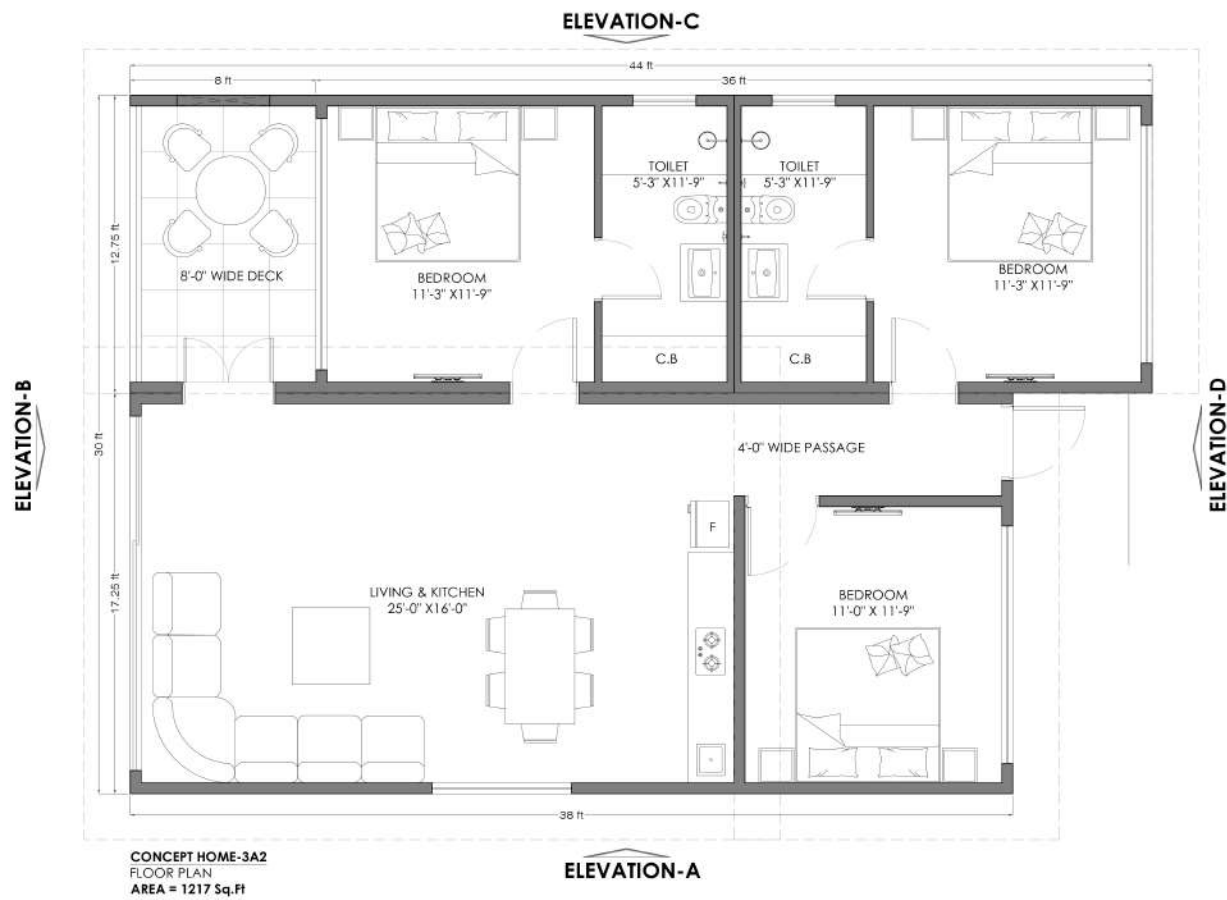 ELEVATION-C
44 ft
8 ft
36 ft
12.75 ft
TOILET
5'-3" X11'-9"
TOILET
5'-3" X11'-9"
8'-0" WIDE DECK
BEDROOM
11'-3" X11'-9"
BEDROOM
11'-3" X11'-9"
C.B
C.B
ELEVATION-B
ELEVATION-D
30 ft
4'-0" WIDE PASSAGE
F
17.25 ft
LIVING & KITCHEN
25'-0" X16'-0"
BEDROOM
11'-0" X 11'-9"
38 ft
CONCEPT HOME-3A2
FLOOR PLAN
AREA = 1217 Sq.Ft
ELEVATION-A